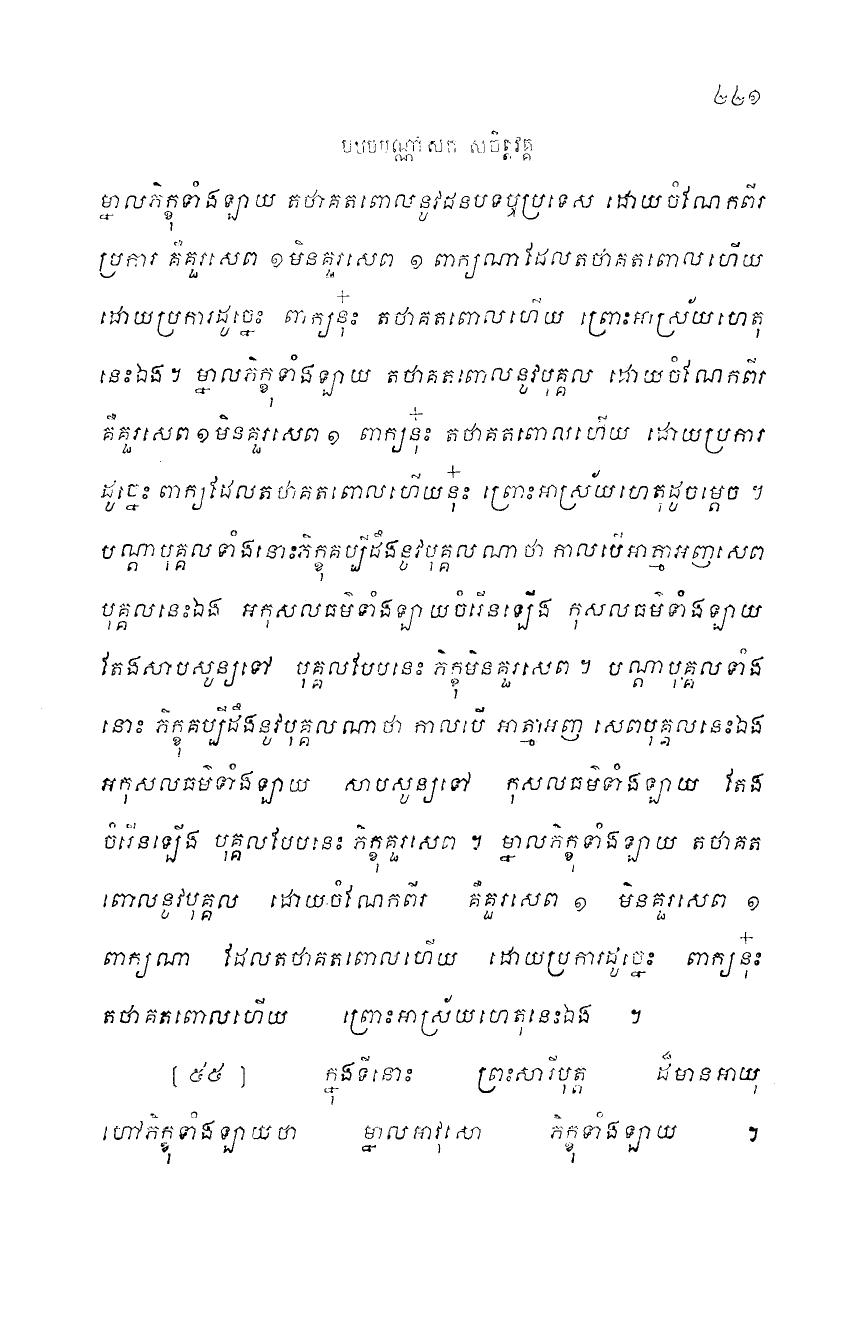 ២២១
បឋមបណ្ណាសក សចិត្តវគ្គ
ម្នាលភិក្ខុទាំងឡាយ តថាគតពោលនូវជនបទឬប្រទេស ដោយចំណែកពីរ
ប្រការ គឺគួរសេព ១ មិនគួរសេព ១ ពាក្យណាដែលតថាគតពោលហើយ
ដោយប្រការដូច្នេះ ពាក្យនុ៎ះ តថាគតពោលហើយ ព្រោះអាស្រ័យហេតុ
នេះឯង។ ម្នាលភិក្ខុទាំងឡាយ តថាគតពោលនូវបុគ្គល ដោយចំណែកពីរ
គឺគួរសេព ១ មិនគួរសេព ១ ពាក្យនុ៎ះ តថាគតពោលហើយ ដោយប្រការ
ដូច្នេះ ពាក្យដែលតថាគតពោលហើយនុ៎ះ ព្រោះអាស្រ័យហេតុដូចម្តេច ។
បណ្តាបុគ្គលទាំងនោះភិក្ខុគប្បីដឹងនូវបុគ្គលណាថា កាលបើអាត្មាអញសេព
បុគ្គលនេះឯង អកុសលធម៌ទាំងឡាយចំរើនឡើង កុសលធម៌ទាំងឡាយ
តែងសាបសូន្យទៅ បុគ្គលបែបនេះ ភិក្ខុមិនគួរសេព ។ បណ្តាបុគ្គលទាំង
នោះ ភិក្ខុគប្បីដឹងនូវបុគ្គលណាថា កាលបើ អាត្មាអញ សេពបុគ្គលនេះឯង
អកុសលធម៌ទាំងឡាយ សាបសូន្យទៅ កុសលធម៌ទាំងឡាយ តែង
ចំរើនឡើង បុគ្គលបែបនេះ ភិក្ខុគួរសេព ។ ម្នាលភិក្ខុទាំងឡាយ តថាគត
ពោលនូវបុគ្គល ដោយចំណែកពីរ គឺគួរសេព ១ មិនគួរសេព ១
ពាក្យណា ដែលតថាគតពោលហើយ ដោយប្រការដូច្នេះ ពាក្យនុ៎ះ
តថាគតពោលហើយ ព្រោះអាស្រ័យហេតុនេះឯង ។
[ ៥៥ ] ក្នុងទីនោះ ព្រះសារីបុត្ត ដ៏មានអាយុ
ហៅភិក្ខុទាំងឡាយថា ម្នាលអាវុសោ ភិក្ខុទាំងឡាយ ។